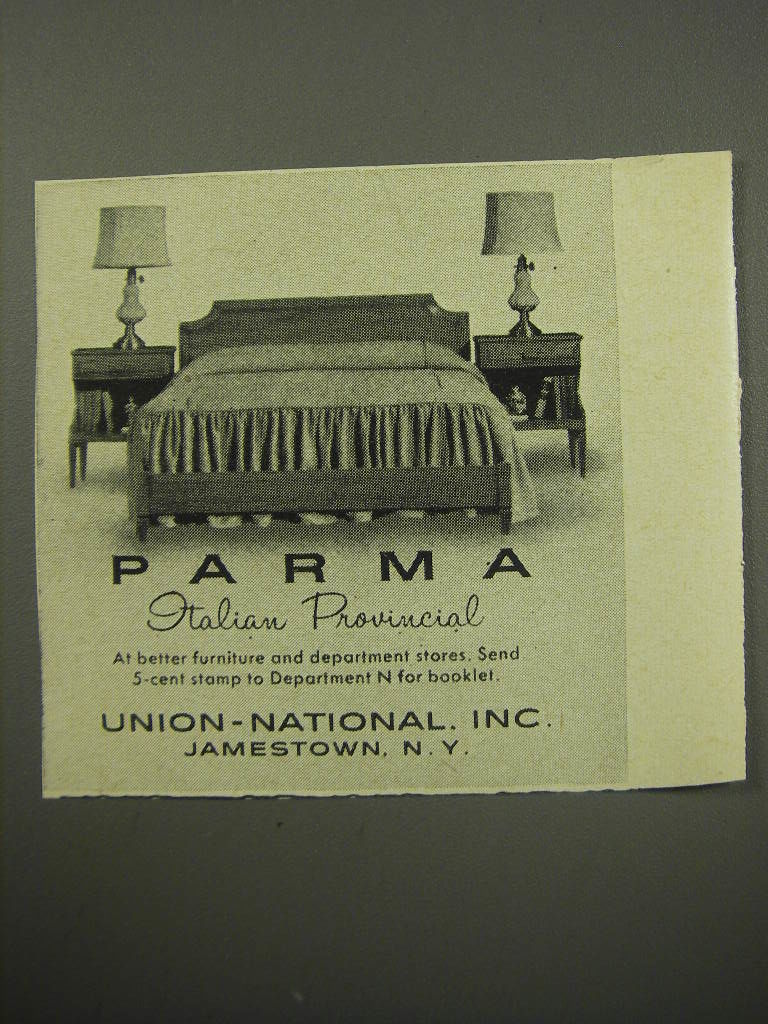 PARMA
Italian Provincial
At better furniture and department stores. Send
5-cent stamp to Department N for booklet.
UNION-NATIONAL, INC.
JAMESTOWN, N.Y.